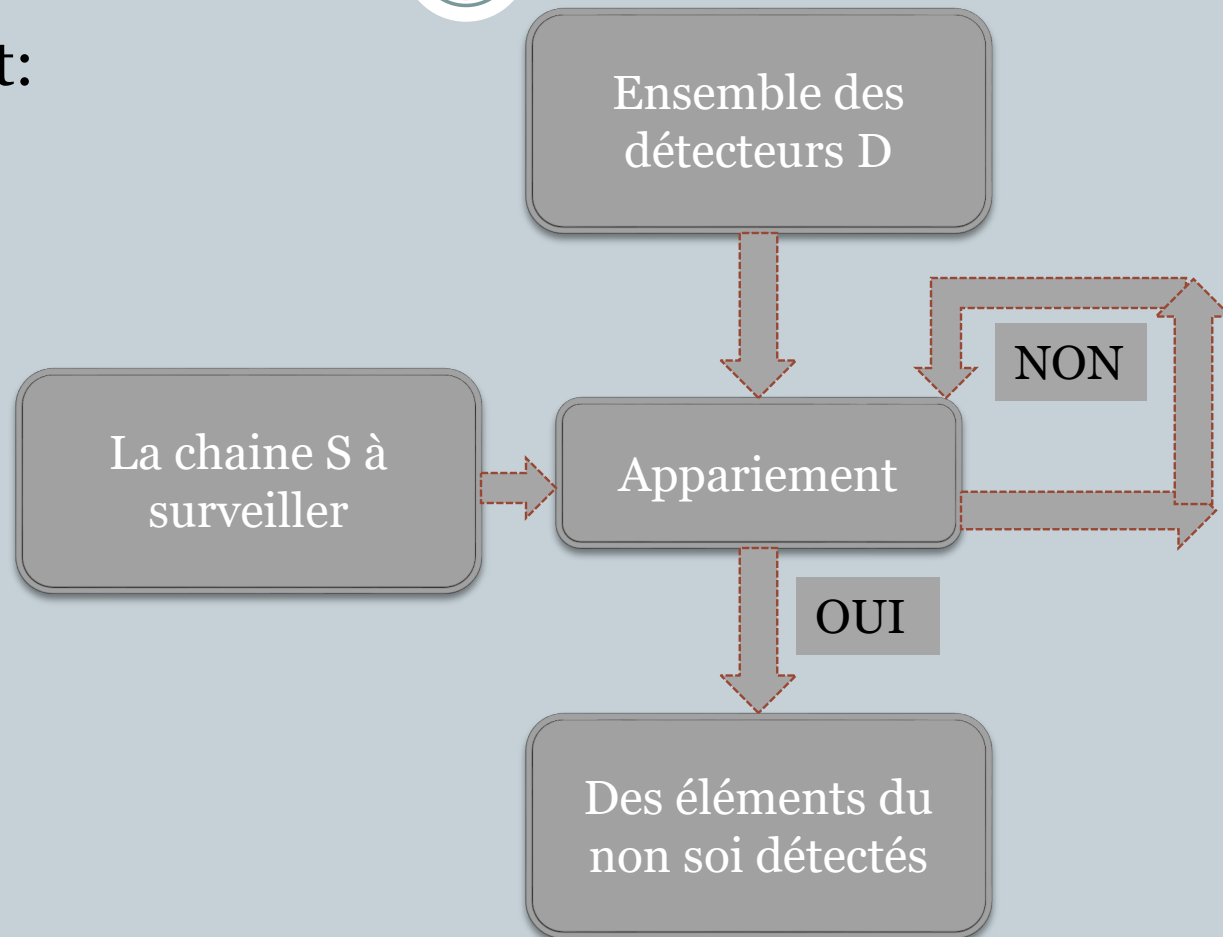 t:
Ensemble des
détecteurs D
NON
La chaine S à
surveiller
Appariement
OUI
Des éléments du
non soi détectés